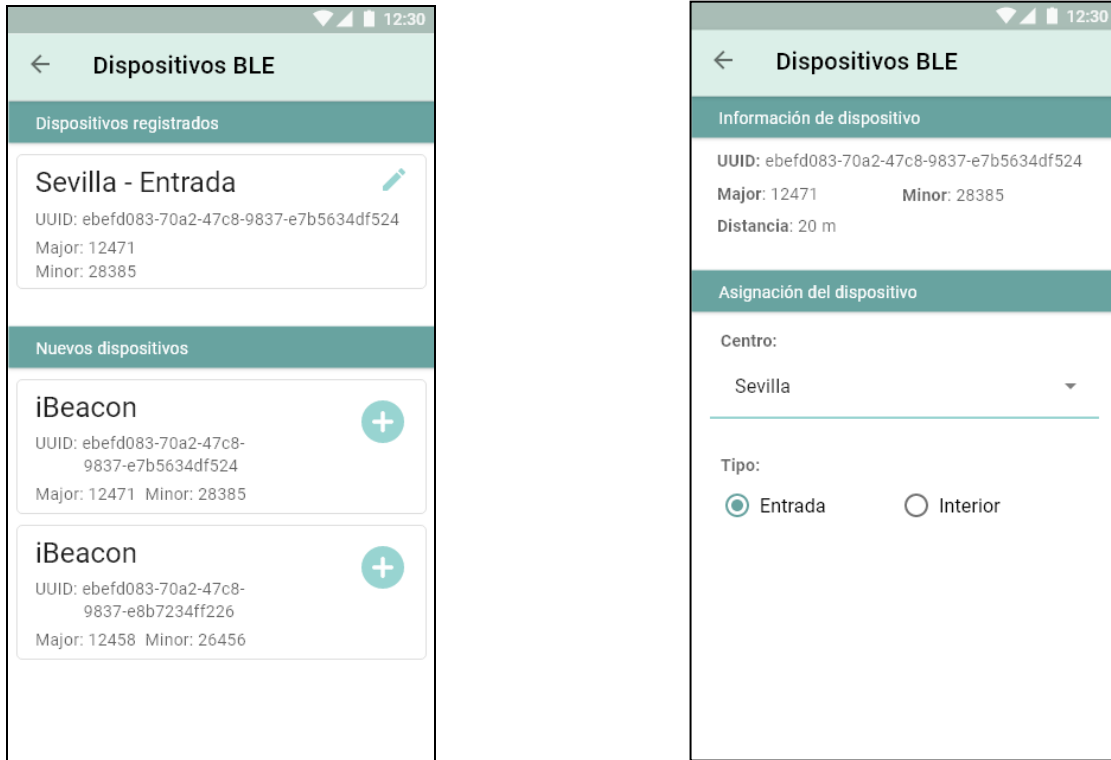 12:30
Dispositivos BLE
Dispositivos registrados
Sevilla - Entrada
UUID: ebefd083-70a2-47c8-9837-e7b5634df524
Major: 12471
Minor: 28385
Nuevos dispositivos
iBeacon
UUID: ebefd083-70a2-47c8-
9837-e7b5634df524
Major: 12471 Minor: 28385
iBeacon
UUID: ebefd083-70a2-47c8-
9837-e8b7234ff226
Major: 12458 Minor: 26456
12:30
Dispositivos BLE
Información de dispositivo
UUID: ebefd083-70a2-47c8-9837-e7b5634df524
Major: 12471 Minor: 28385
Distancia: 20 m
Asignación del dispositivo
Centro:
Sevilla
Tipo:
Entrada Interior